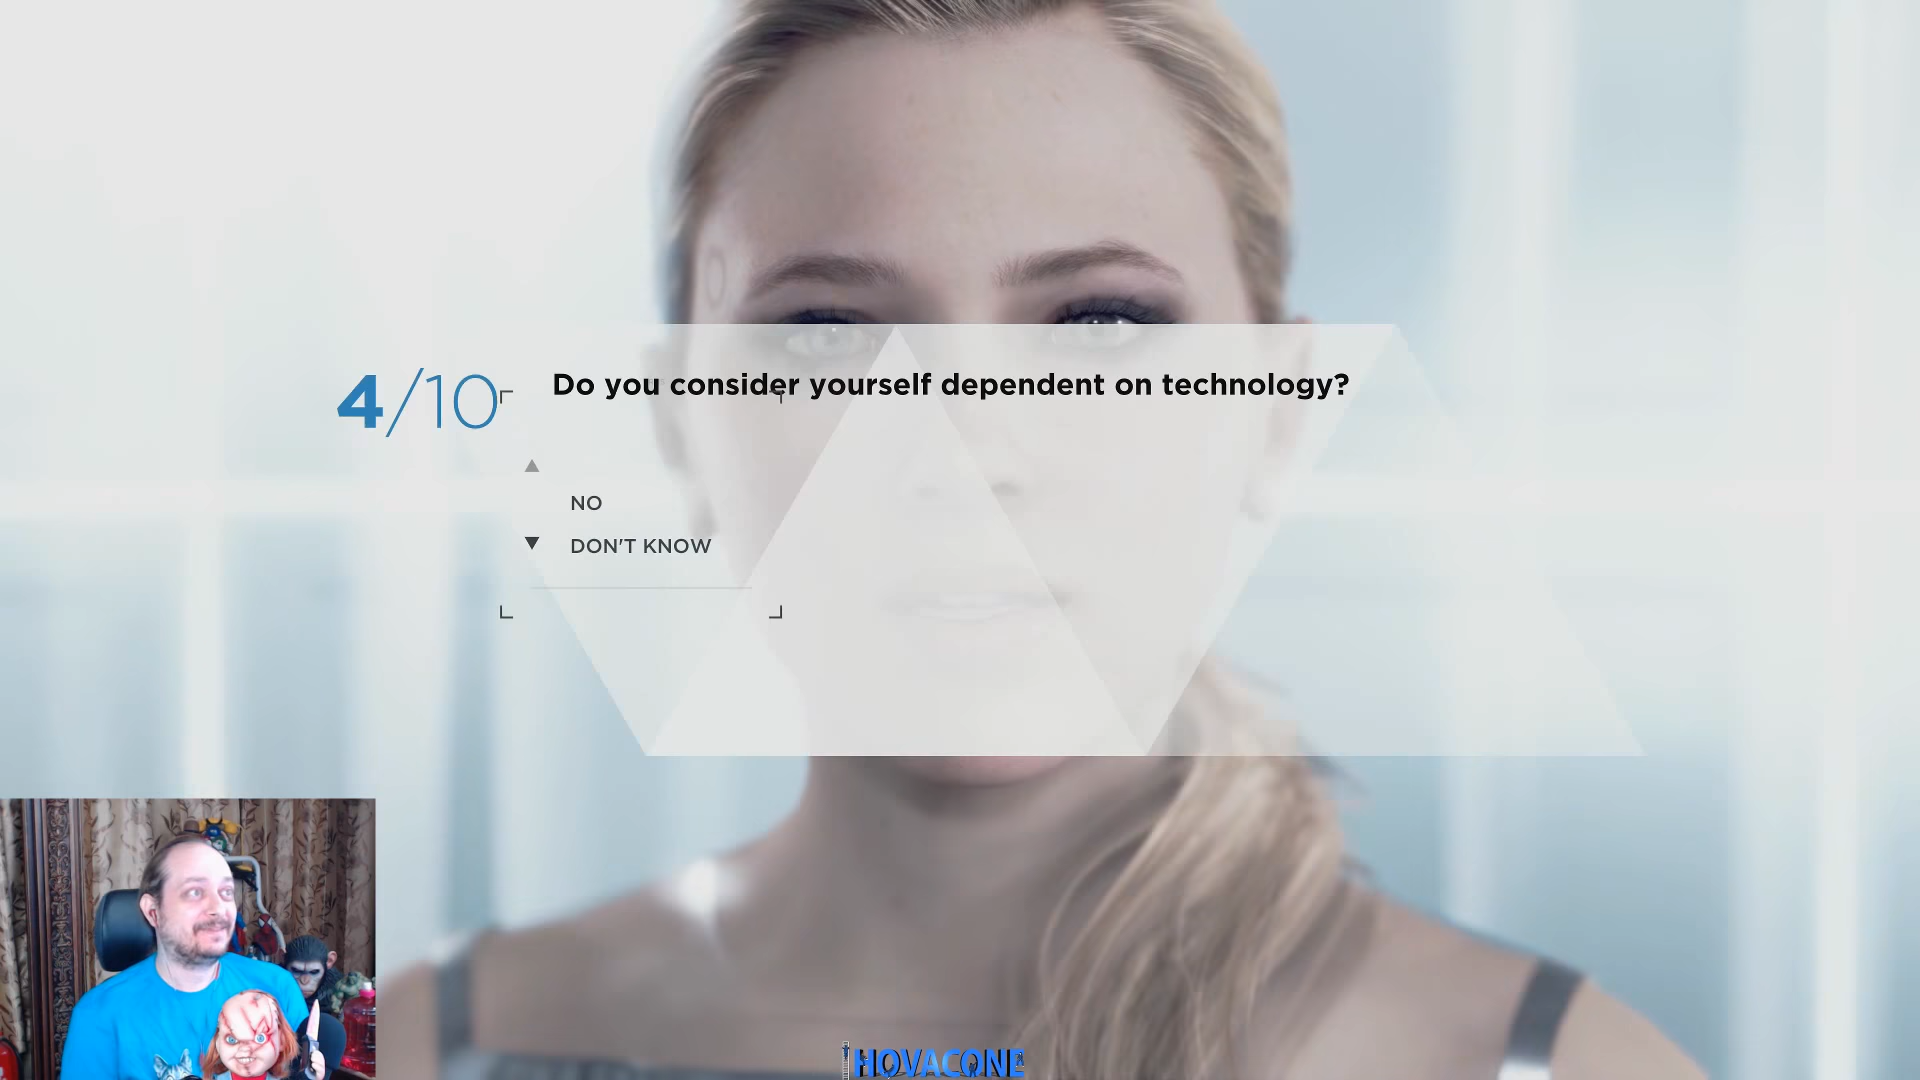 4/10
Do you consider yourself dependent on technology?
NO
DON'T KNOW
HOVACONE